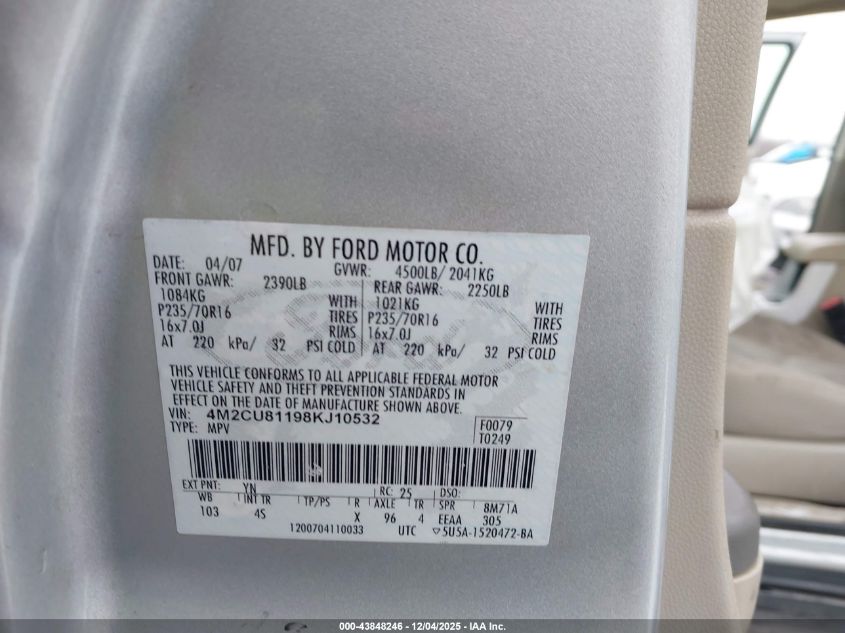 MFD. BY FORD MOTOR CO.
DATE: 04/07 GVWR: 4500LB/ 2041KG
FRONT GAWR: 2390LB REAR GAWR: 2250LB
1084KG WITH 1021KG WITH
P235/70R16 TIRES P235/70R16 TIRES
16x7.0J RIMS 16x7.0J RIMS
AT 220 kPa/ 32 PSI COLD AT 220 kPa/ 32 PSI COLD
THIS VEHICLE CONFORMS TO ALL APPLICABLE FEDERAL MOTOR
VEHICLE SAFETY AND THEFT PREVENTION STANDARDS IN
EFFECT ON THE DATE OF MANUFACTURE SHOWN ABOVE.
VIN: 4M2CU81198KJ10532 F0079
TYPE: MPV T0249
EXT PNT: YN RC: 25 DSO:
WB INT TR TP/PS R AXLE TR SPR 8M71A
103 4S X 96 4 EEAA 305
1200704110033 UTC ▽5U5A-1520472-BA
000-43848246 - 12/04/2025 - IAA Inc.